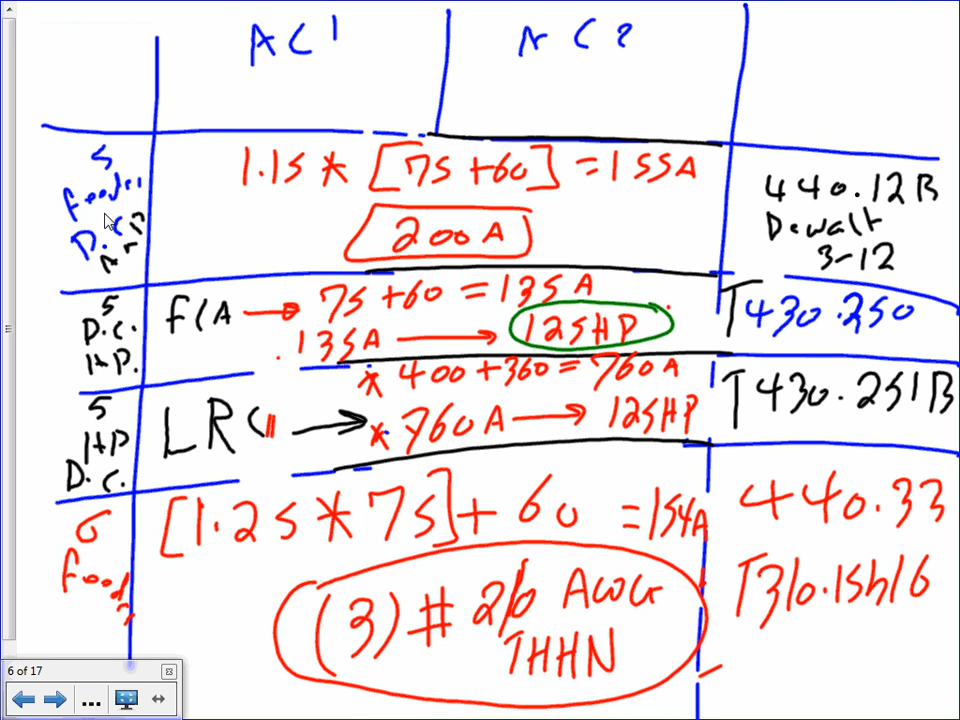 AC1 AC2
5
Feeder
D.C.
1.15 * [75+60] = 155A
200A
440.12B
Dewalt
3-12
5
D.C.
H.P.
FLA → 75+60 = 135A
135A → 125HP
T430.250
5
HP
D.C.
LRC →
* 400+360 = 760A
* 760A → 125HP
T430.251B
6
Feeder
[1.25 * 75] + 60 = 154A
(3) # 2/0 AWG
THHN
440.33
T310.15b16
6 of 17